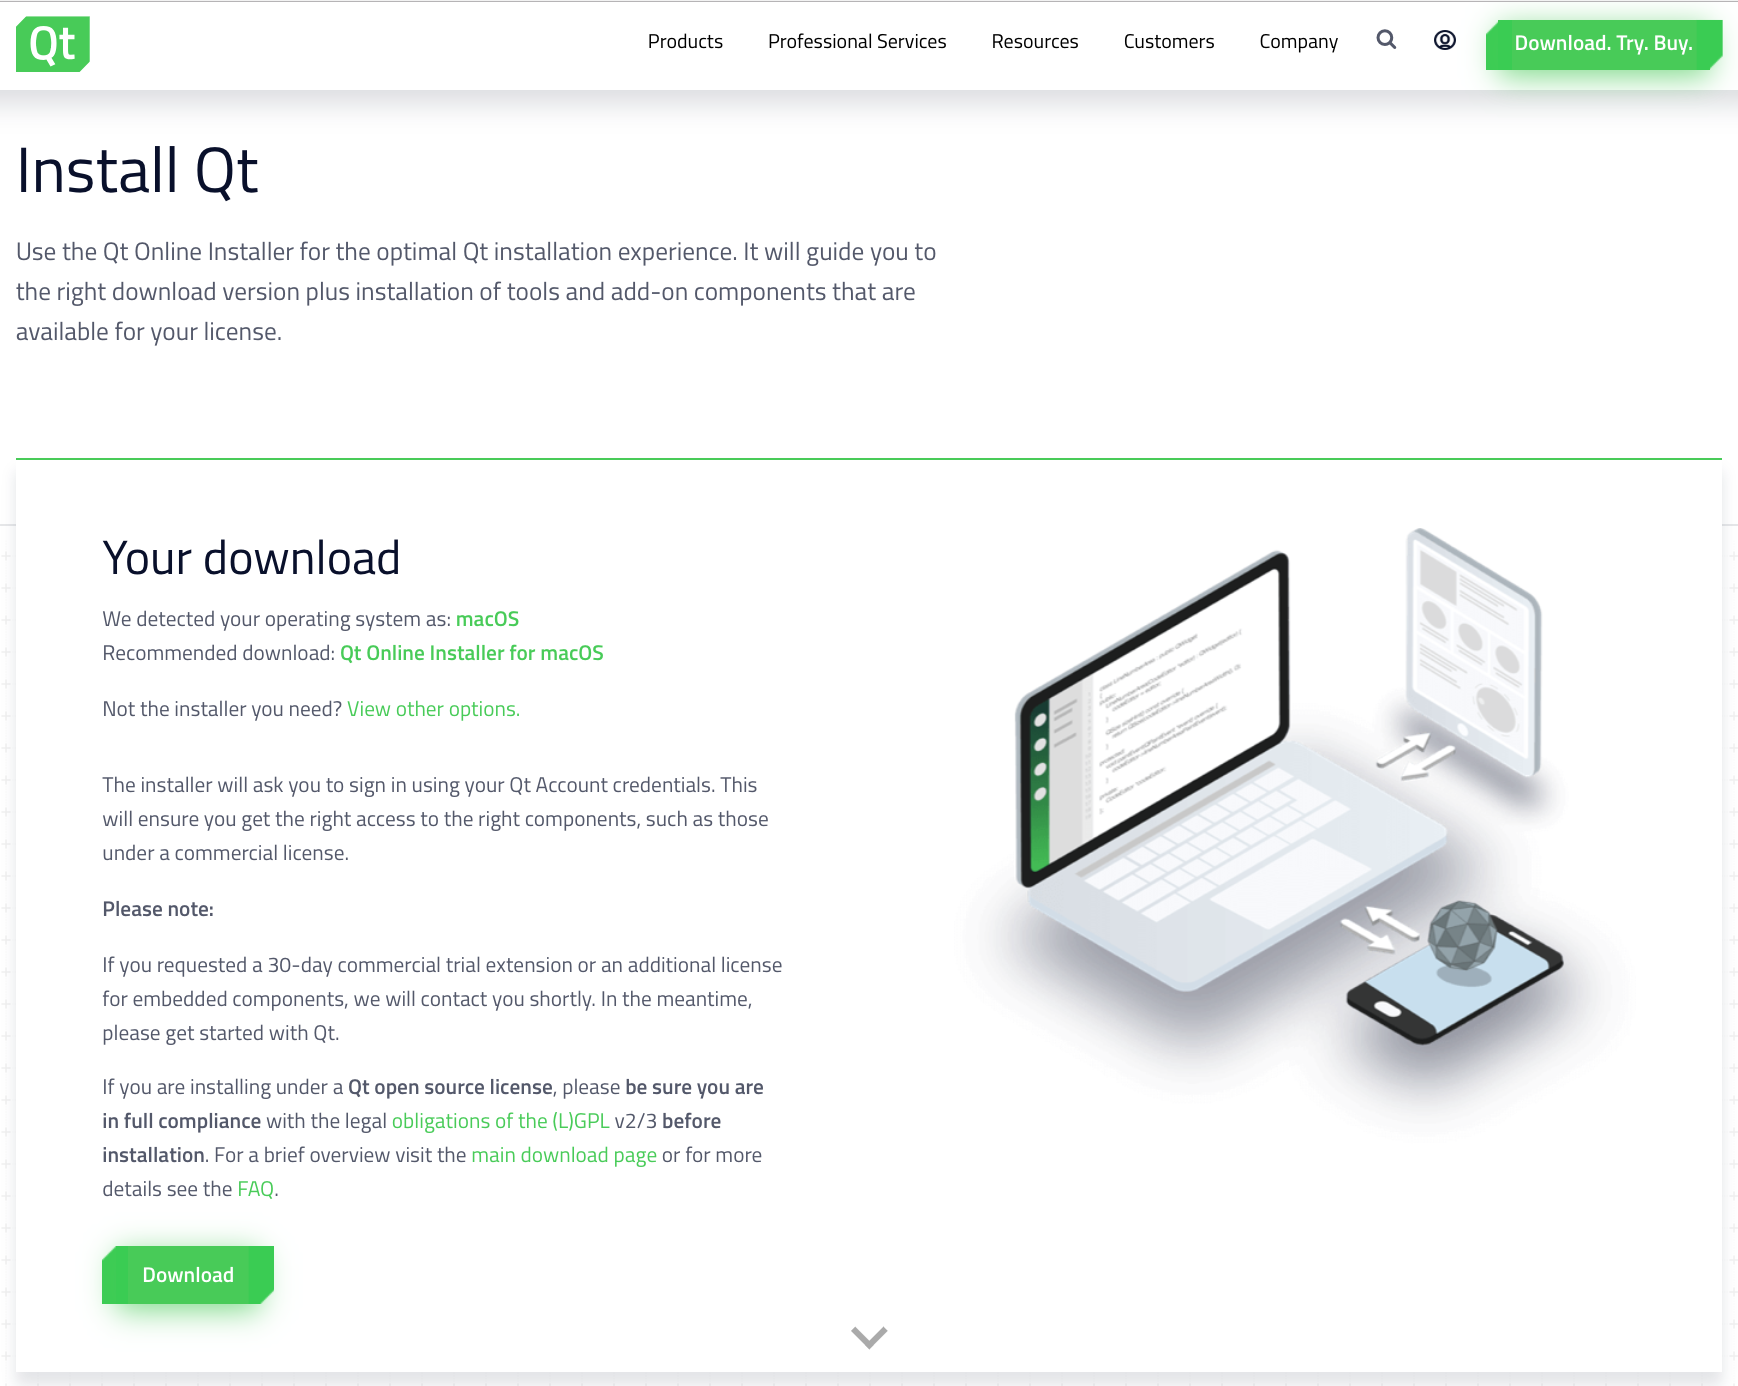 Qt
Products
Professional Services
Resources
Customers
Company
Download. Try. Buy.
Install Qt
Use the Qt Online Installer for the optimal Qt installation experience. It will guide you to
the right download version plus installation of tools and add-on components that are
available for your license.
Your download
We detected your operating system as: macOS
Recommended download: Qt Online Installer for macOS
Not the installer you need? View other options.
The installer will ask you to sign in using your Qt Account credentials. This
will ensure you get the right access to the right components, such as those
under a commercial license.
Please note:
If you requested a 30-day commercial trial extension or an additional license
for embedded components, we will contact you shortly. In the meantime,
please get started with Qt.
If you are installing under a Qt open source license, please be sure you are
in full compliance with the legal obligations of the (L)GPL v2/3 before
installation. For a brief overview visit the main download page or for more
details see the FAQ.
Download